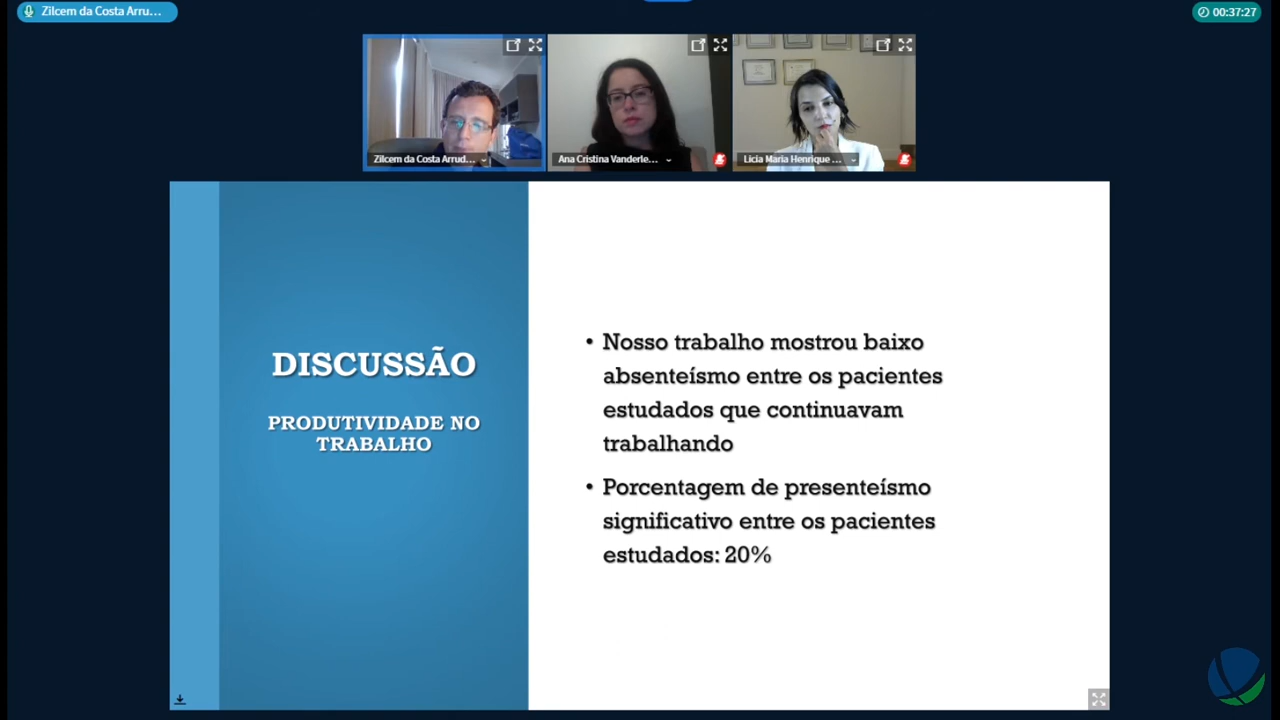 Zilcem da Costa Arru...
00:37:27
Zilcem da Costa Arrud...
Ana Cristina Vanderle...
Licia Maria Henrique ...
DISCUSSÃO
PRODUTIVIDADE NO
TRABALHO
• Nosso trabalho mostrou baixo
absenteísmo entre os pacientes
estudados que continuavam
trabalhando
• Porcentagem de presenteísmo
significativo entre os pacientes
estudados: 20%